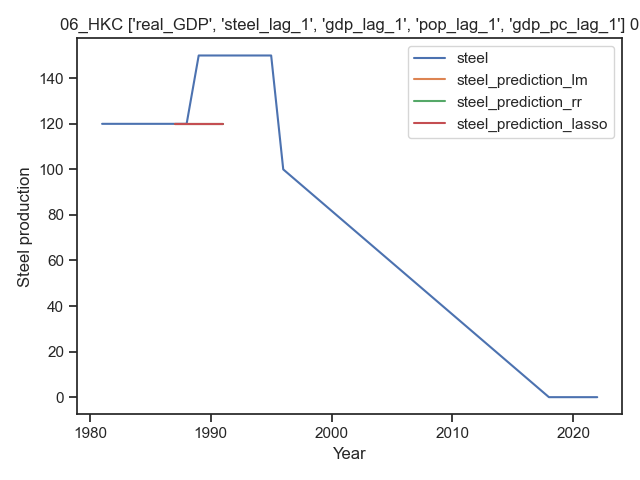 06_HKC ['real_GDP', 'steel_lag_1', 'gdp_lag_1', 'pop_lag_1', 'gdp_pc_lag_1'] 0
steel
steel_prediction_lm
steel_prediction_rr
steel_prediction_lasso
Steel production
140
120
100
80
60
40
20
0
1980 1990 2000 2010 2020
Year